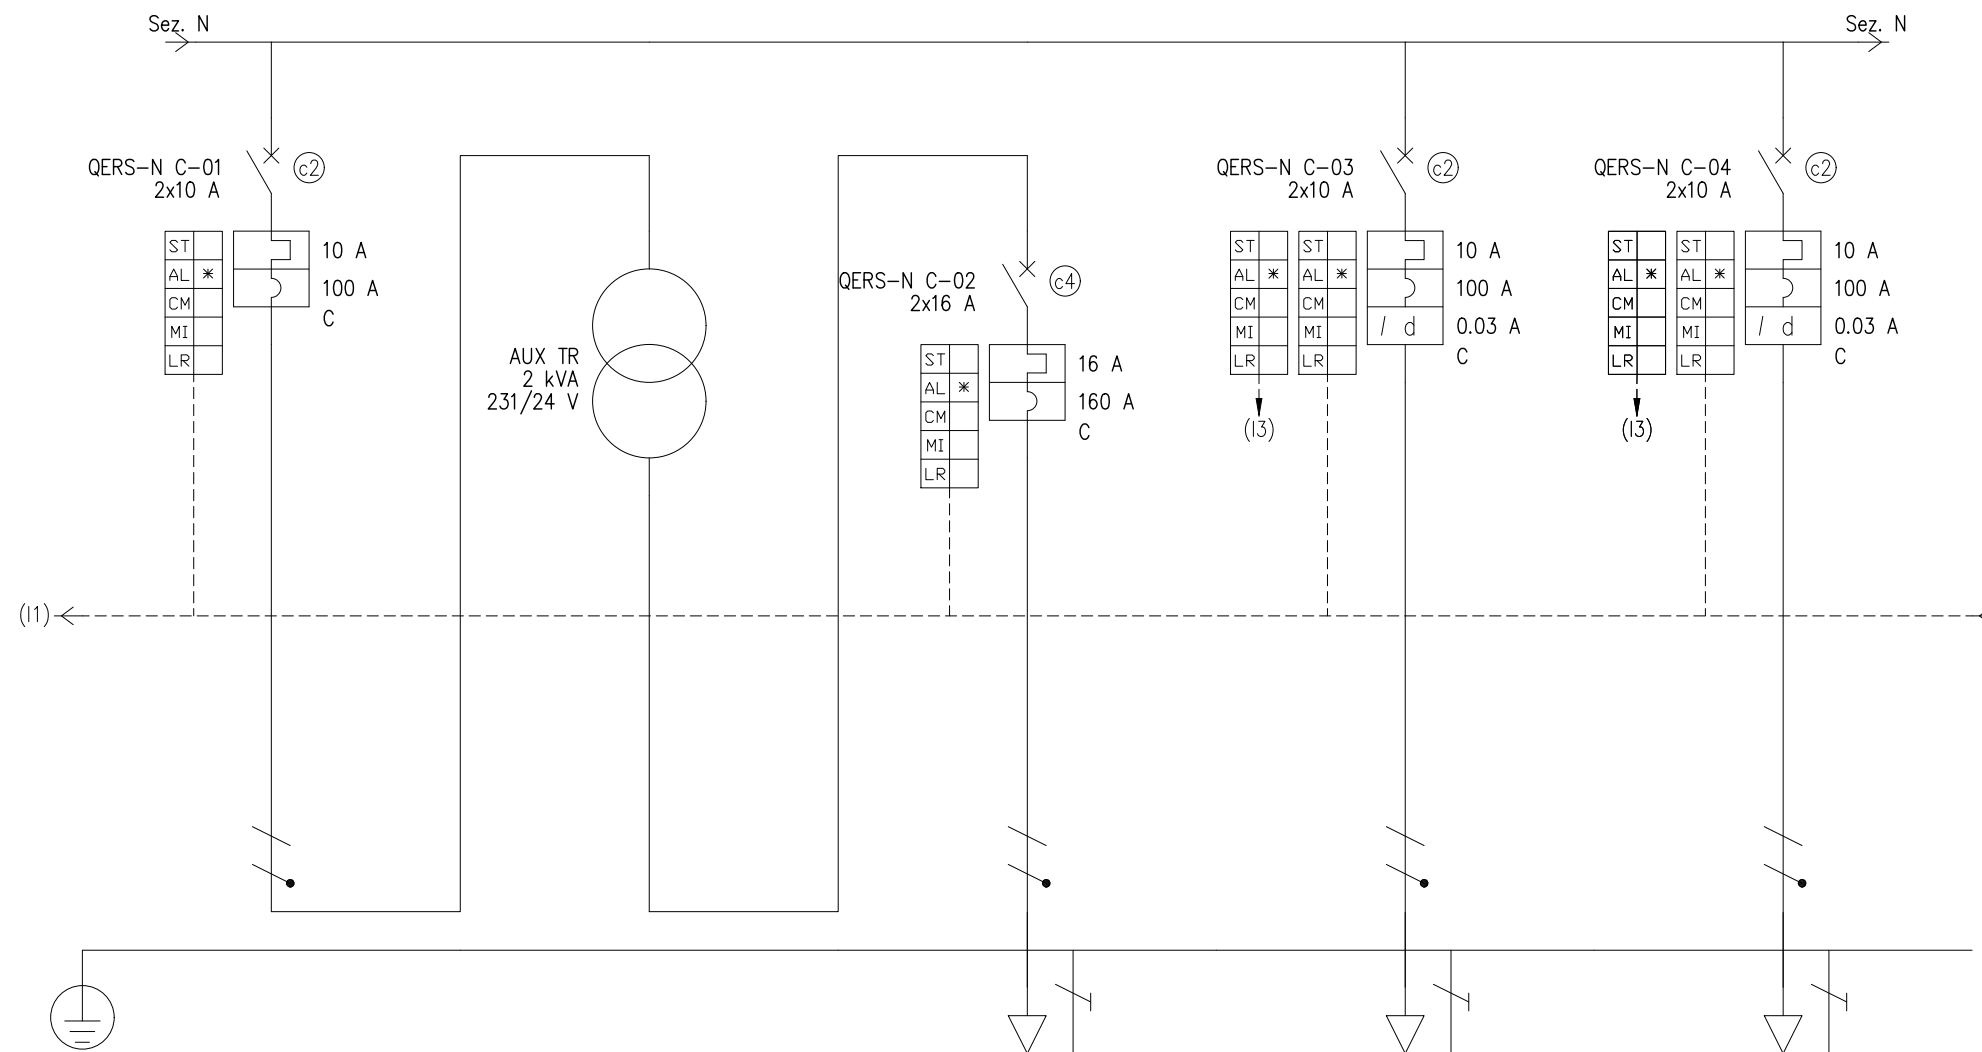 Sez. N
Sez. N
QERS-N C-01
2x10 A
c2
ST
AL *
CM
MI
LR
10 A
100 A
C
AUX TR
2 kVA
231/24 V
QERS-N C-02
2x16 A
c4
ST
AL *
CM
MI
LR
16 A
160 A
C
QERS-N C-03
2x10 A
c2
ST
AL *
CM
MI
LR
(I3)
ST
AL *
CM
MI
LR
I d
10 A
100 A
0.03 A
C
QERS-N C-04
2x10 A
c2
ST
AL *
CM
MI
LR
(I3)
ST
AL *
CM
MI
LR
I d
10 A
100 A
0.03 A
C
(I1)